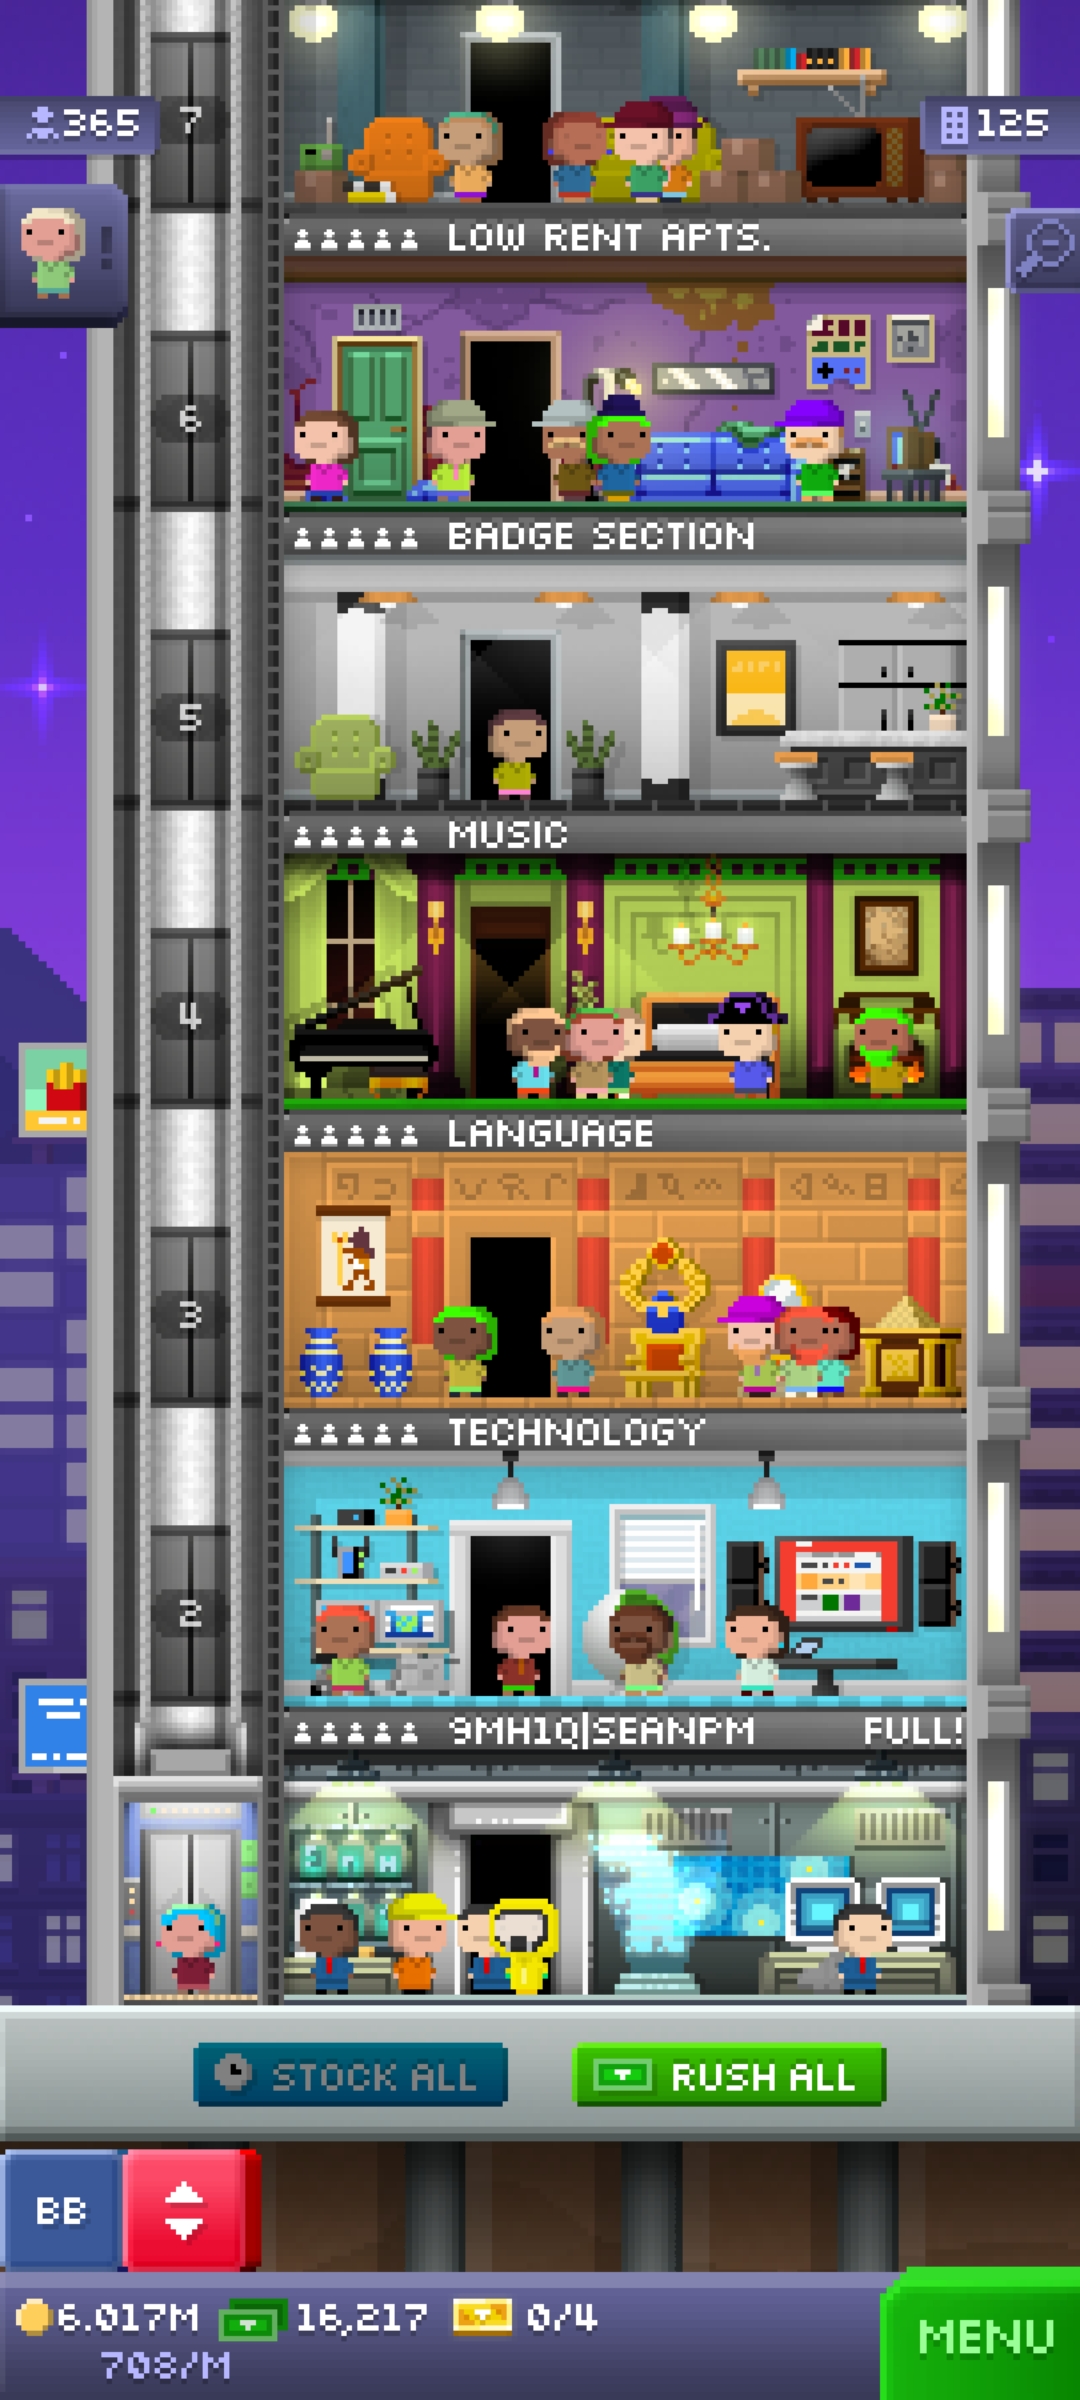 7
365
125
!
LOW RENT APTS.
6
BADGE SECTION
5
MUSIC
4
LANGUAGE
3
TECHNOLOGY
2
9MH1Q|SEANPM FULL!
STOCK ALL
RUSH ALL
BB
6.017M 16,217 0/4
708/M
MENU